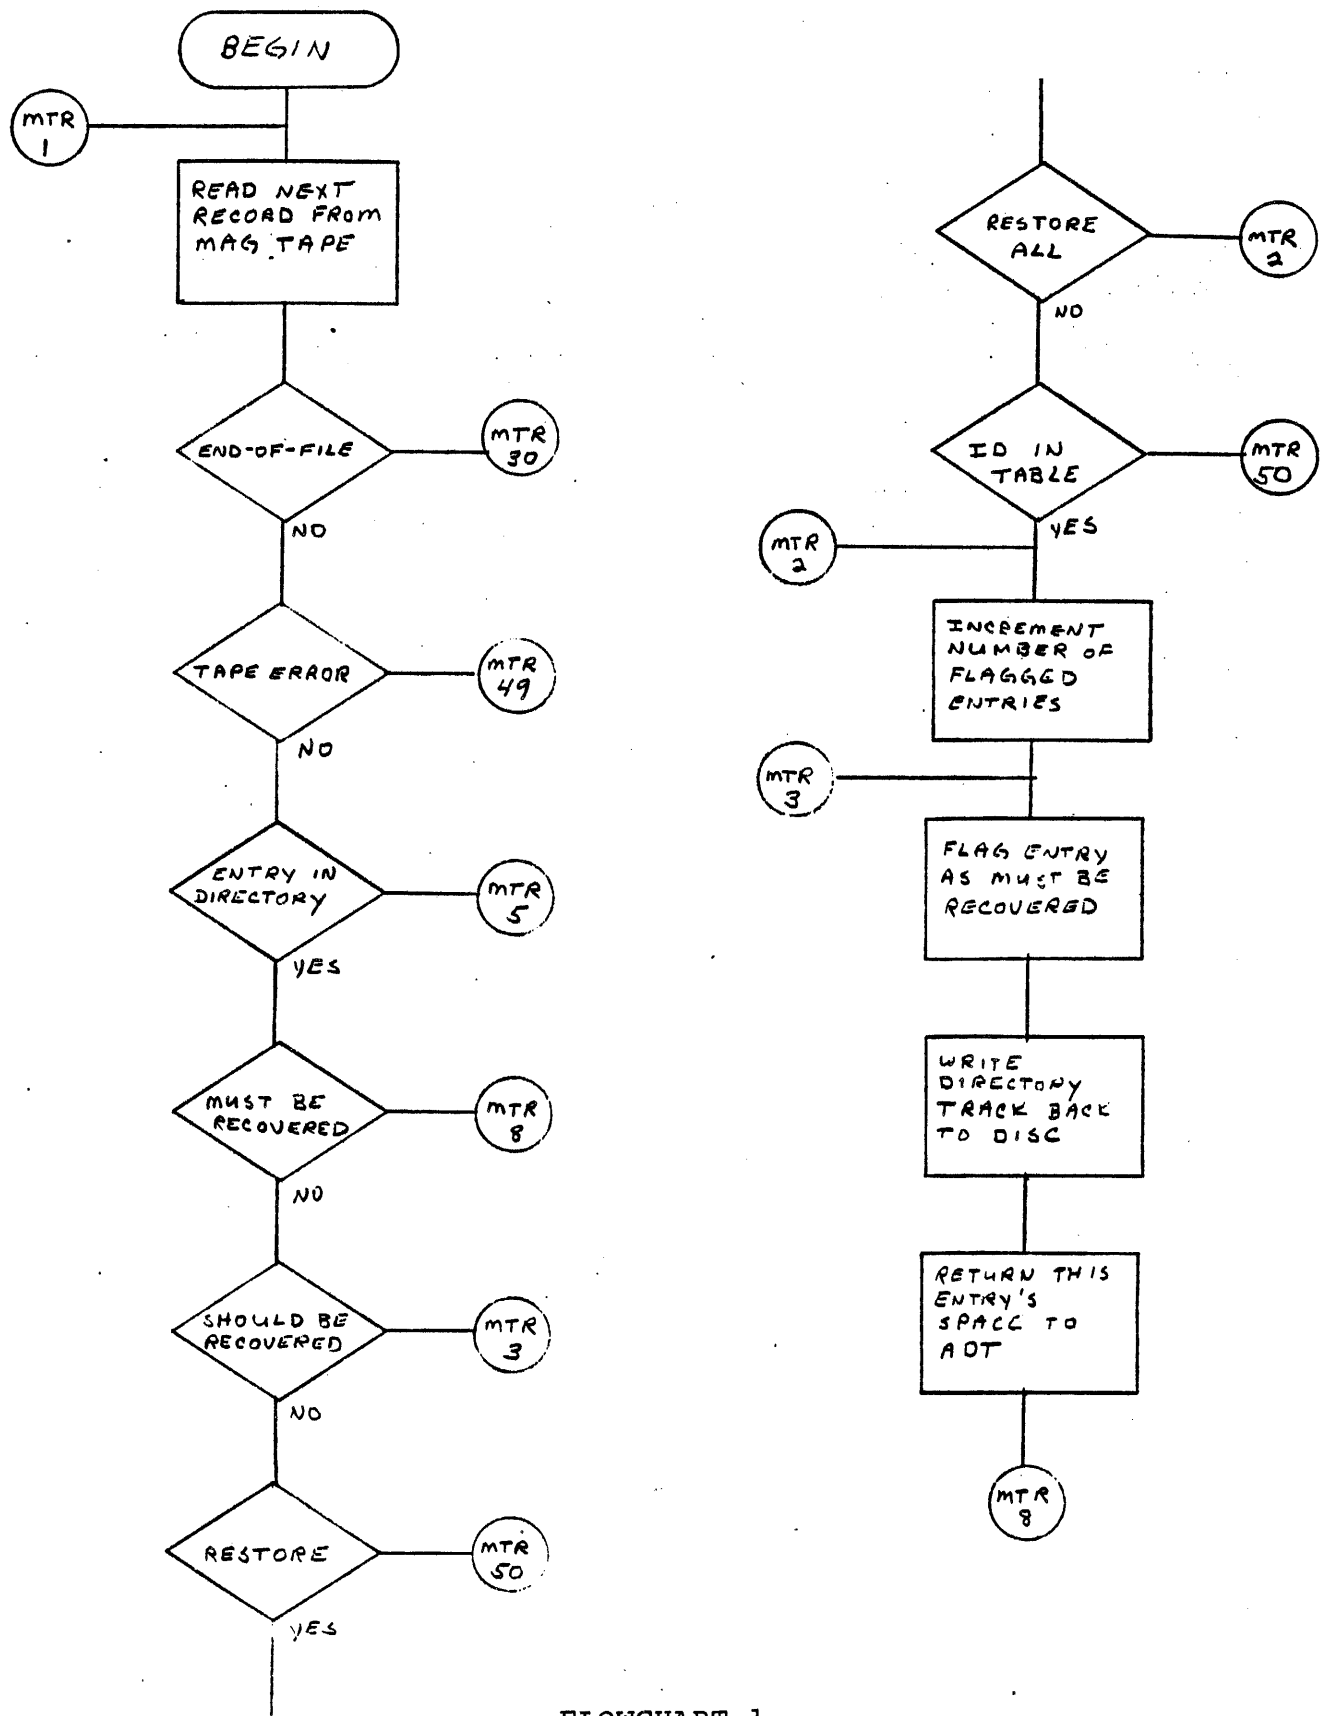 BEGIN
MTR
1
READ NEXT
RECORD FROM
MAG TAPE
END-OF-FILE
MTR
30
NO
TAPE ERROR
MTR
49
NO
ENTRY IN
DIRECTORY
MTR
5
YES
MUST BE
RECOVERED
MTR
8
NO
SHOULD BE
RECOVERED
MTR
3
NO
RESTORE
MTR
50
YES
RESTORE
ALL
MTR
2
NO
ID IN
TABLE
MTR
50
YES
MTR
2
INCREMENT
NUMBER OF
FLAGGED
ENTRIES
MTR
3
FLAG ENTRY
AS MUST BE
RECOVERED
WRITE
DIRECTORY
TRACK BACK
TO DISC
RETURN THIS
ENTRY'S
SPACE TO
ADT
MTR
8
FLOWCHART 1